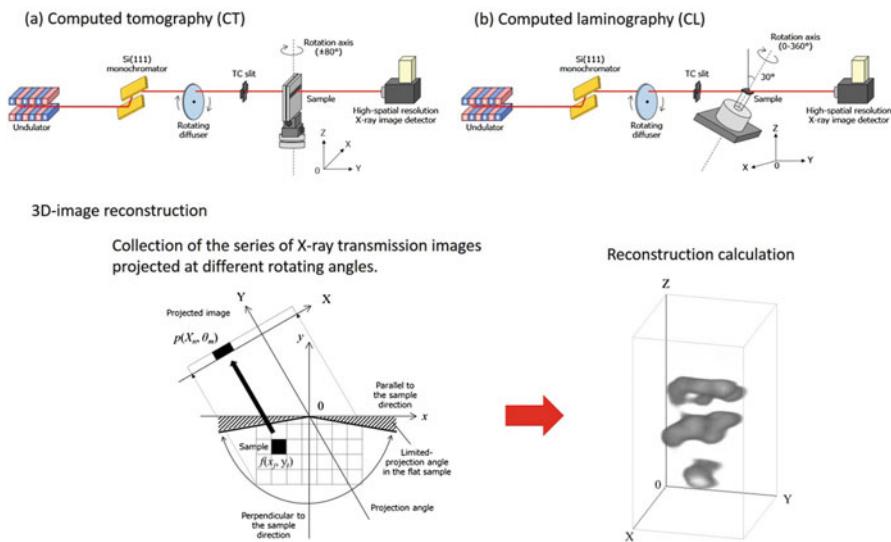 (a) Computed tomography (CT)
Rotation axis
(±80°)
Si(111)
monochromator
TC slit
Sample
Undulator
Rotating
diffuser
High-spatial resolution
X-ray image detector
Z
X
0
Y
(b) Computed laminography (CL)
Rotation axis
(0-360°)
Si(111)
monochromator
TC slit
30°
Sample
Undulator
Rotating
diffuser
High-spatial resolution
X-ray image detector
Z
X
0
Y
3D-image reconstruction
Collection of the series of X-ray transmission images
projected at different rotating angles.
Y
X
Projected image
p(Xn, θm)
y
Parallel to
the sample
direction
0
x
Sample
f(xj, yi)
Limited-
projection angle
in the flat sample
Perpendicular to
the sample
direction
Projection angle
Reconstruction calculation
Z
0
Y
X